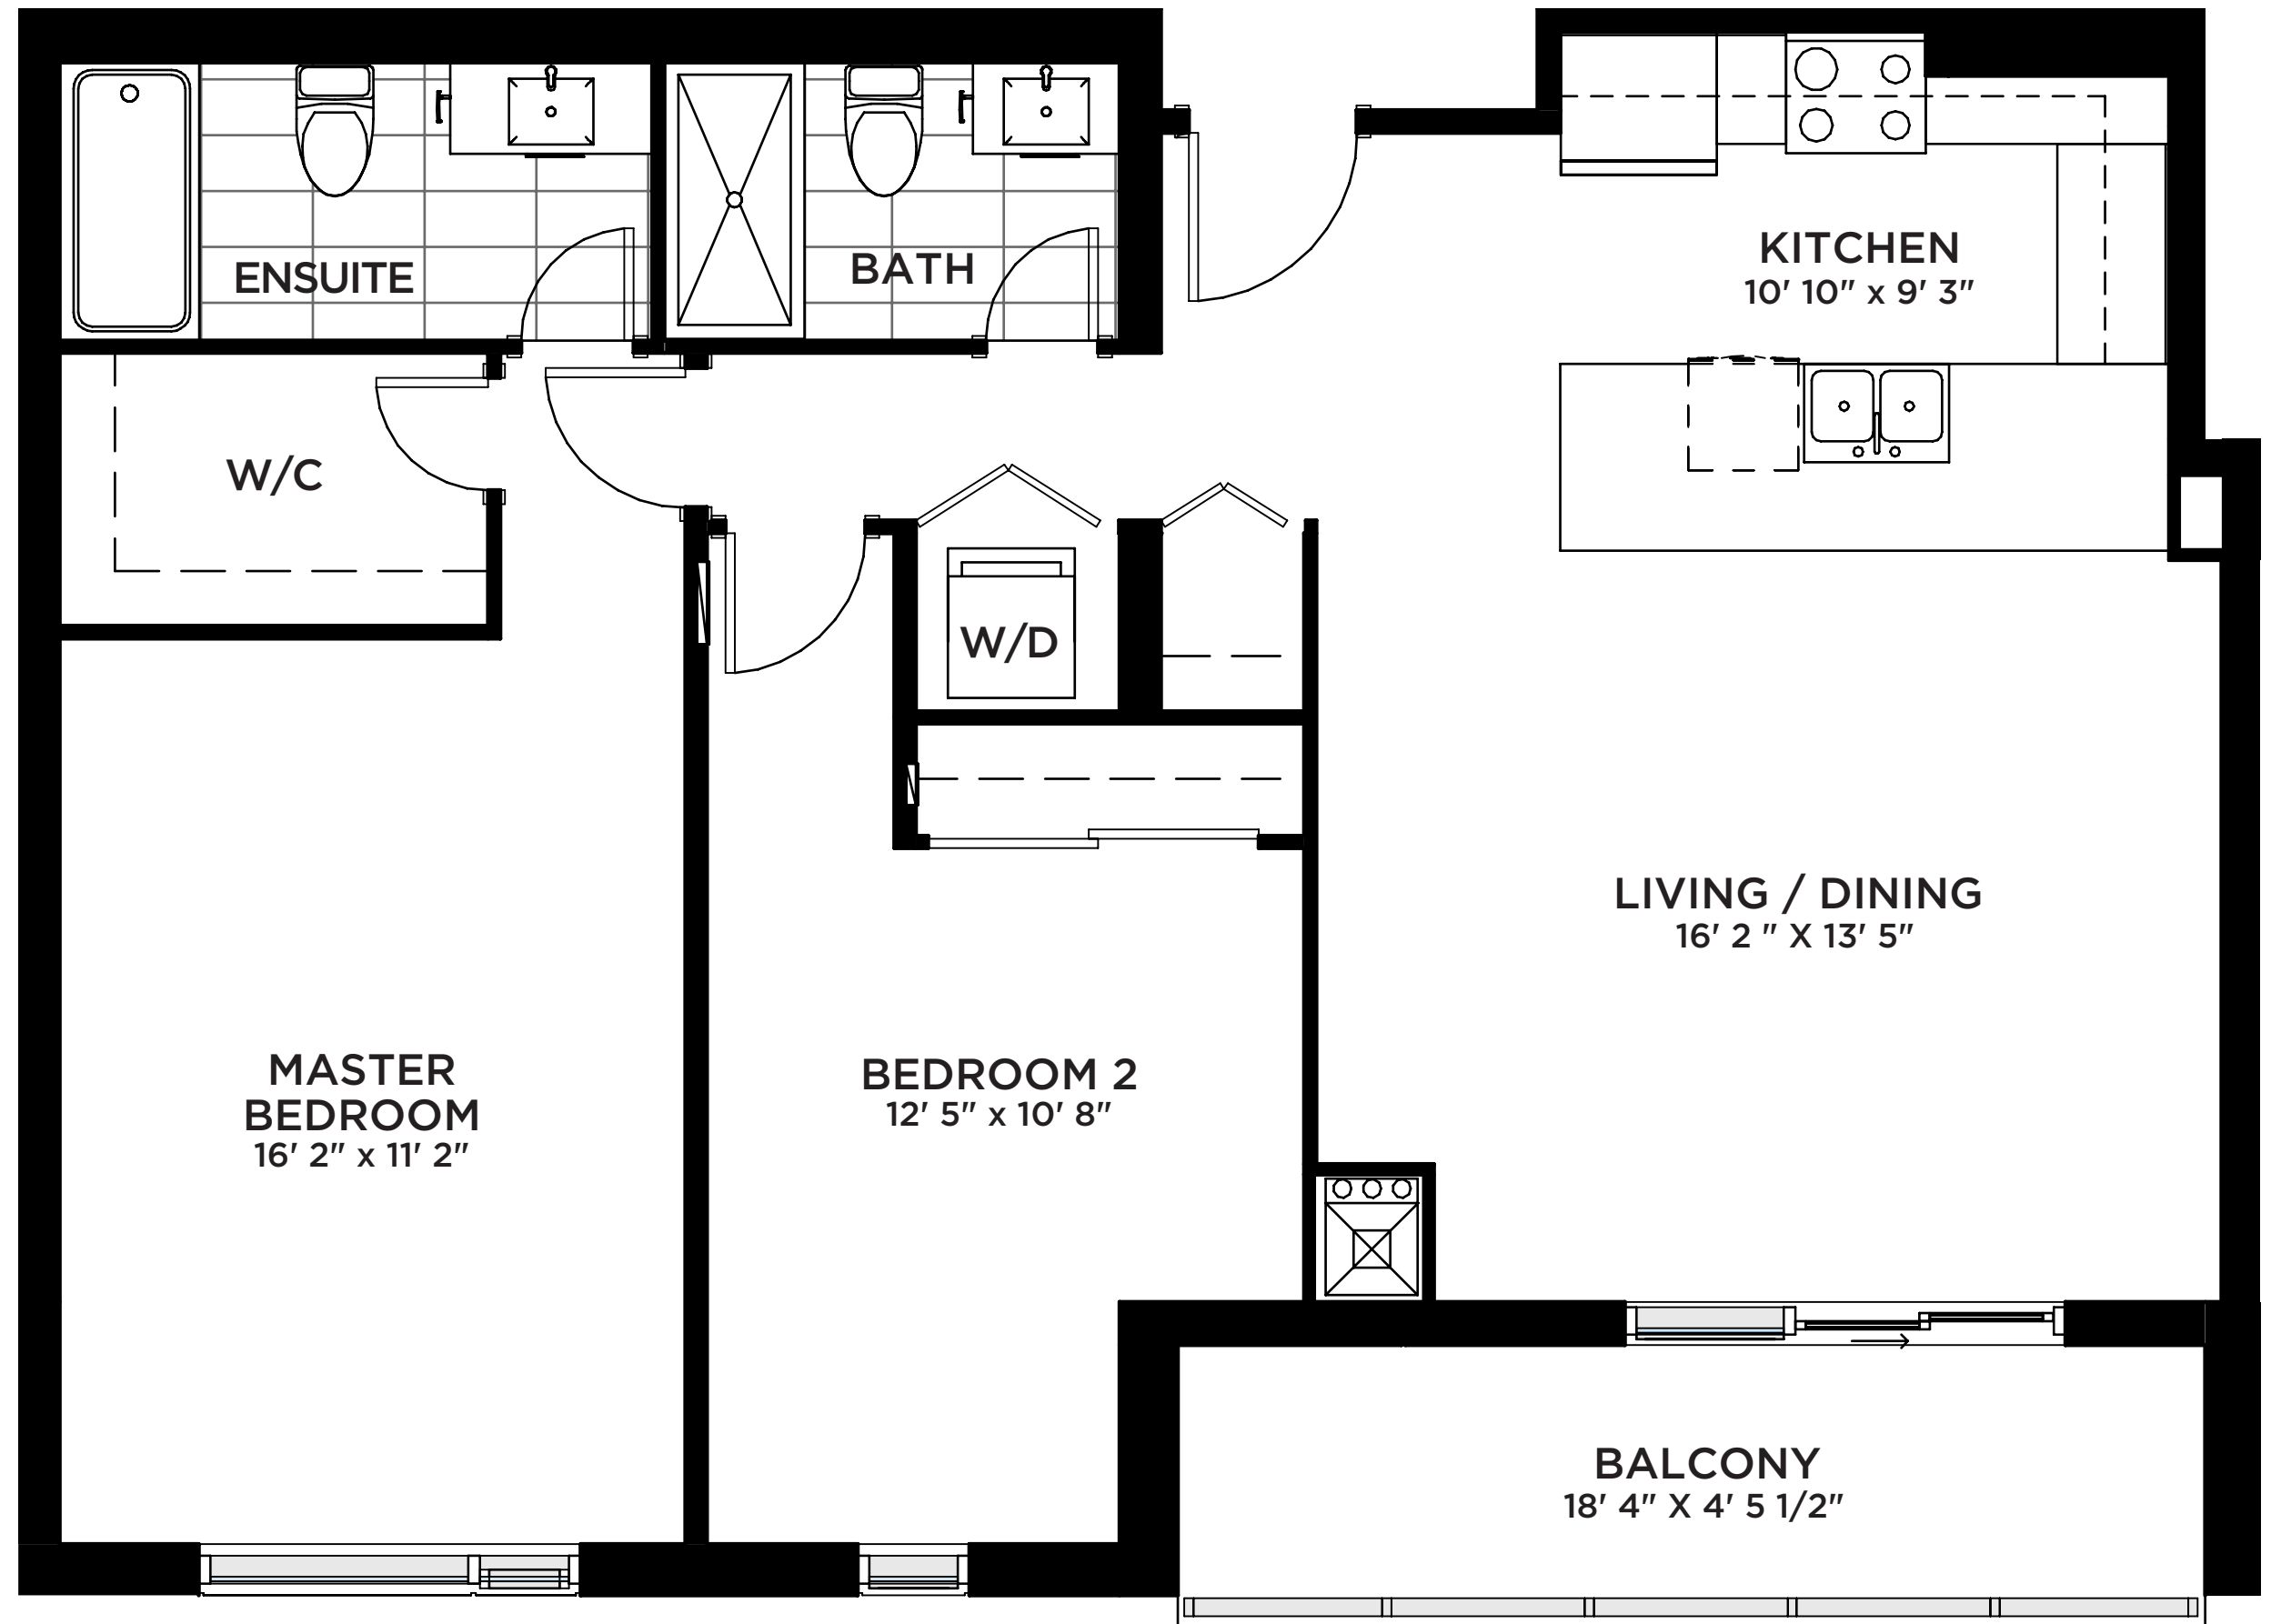 KITCHEN
10' 10" x 9' 3"
ENSUITE
BATH
W/C
W/D
LIVING / DINING
16' 2 " X 13' 5"
MASTER
BEDROOM
16' 2" x 11' 2"
BEDROOM 2
12' 5" x 10' 8"
BALCONY
18' 4" X 4' 5 1/2"